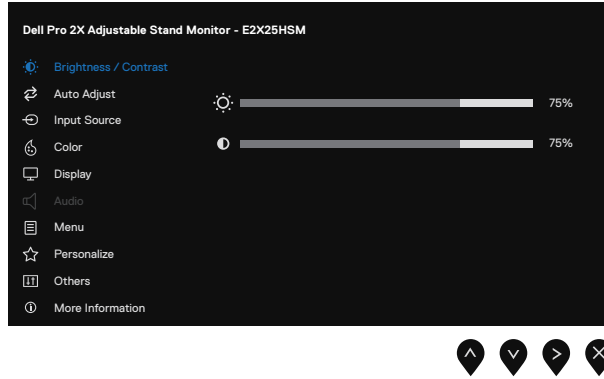 Dell Pro 2X Adjustable Stand Monitor - E2X25HSM
Brightness / Contrast
Auto Adjust
75%
Input Source
Color
75%
Display
Audio
Menu
Personalize
Others
More Information